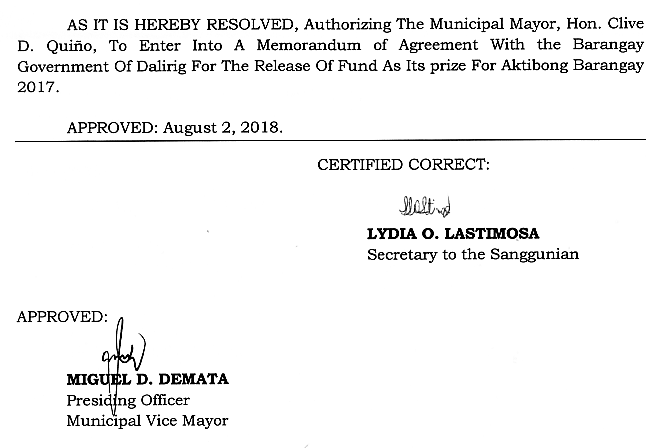 AS IT IS HEREBY RESOLVED, Authorizing The Municipal Mayor, Hon. Clive
D. Quiño, To Enter Into A Memorandum of Agreement With the Barangay
Government Of Dalirig For The Release Of Fund As Its prize For Aktibong Barangay
2017.
APPROVED: August 2, 2018.
CERTIFIED CORRECT:
LYDIA O. LASTIMOSA
Secretary to the Sanggunian
APPROVED:
MIGUEL D. DEMATA
Presiding Officer
Municipal Vice Mayor